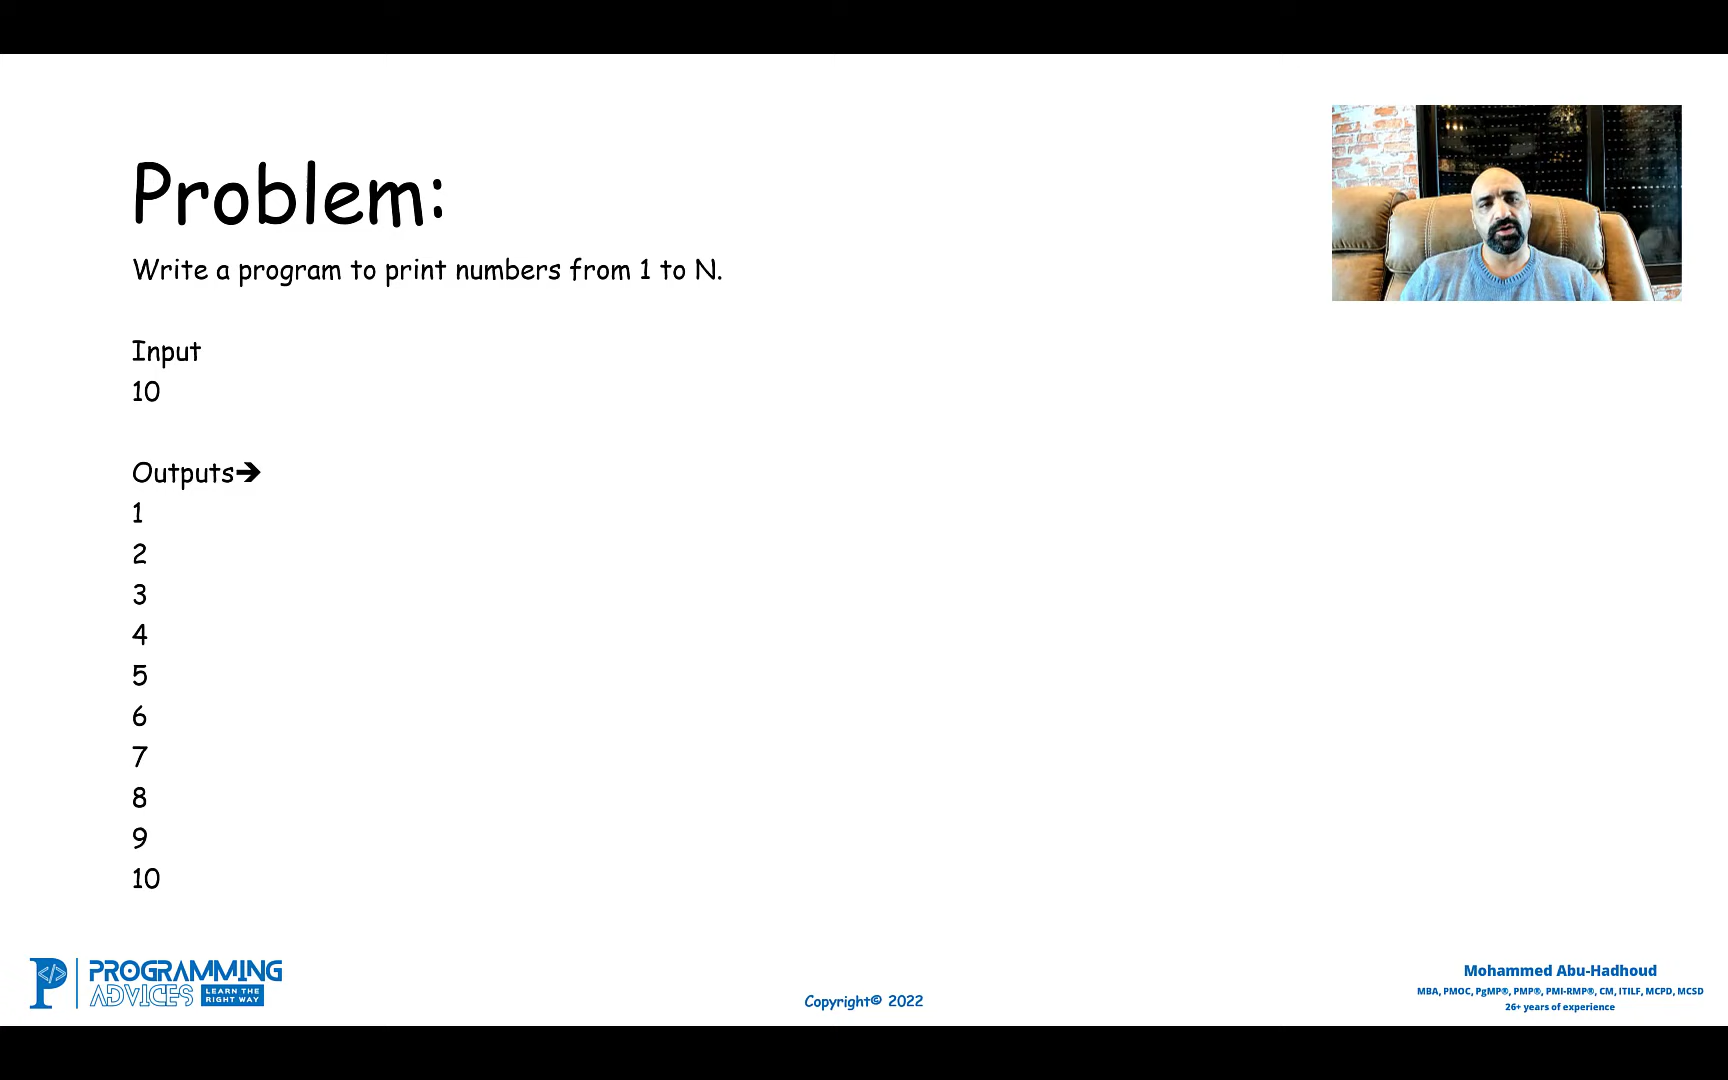 Problem:
Write a program to print numbers from 1 to N.
Input
10
Outputs➔
1
2
3
4
5
6
7
8
9
10
PROGRAMMING
ADVICES
LEARN THE
RIGHT WAY
Copyright© 2022
Mohammed Abu-Hadhoud
MBA, PMOC, PgMP®, PMP®, PMI-RMP®, CM, ITILF, MCPD, MCSD
26+ years of experience